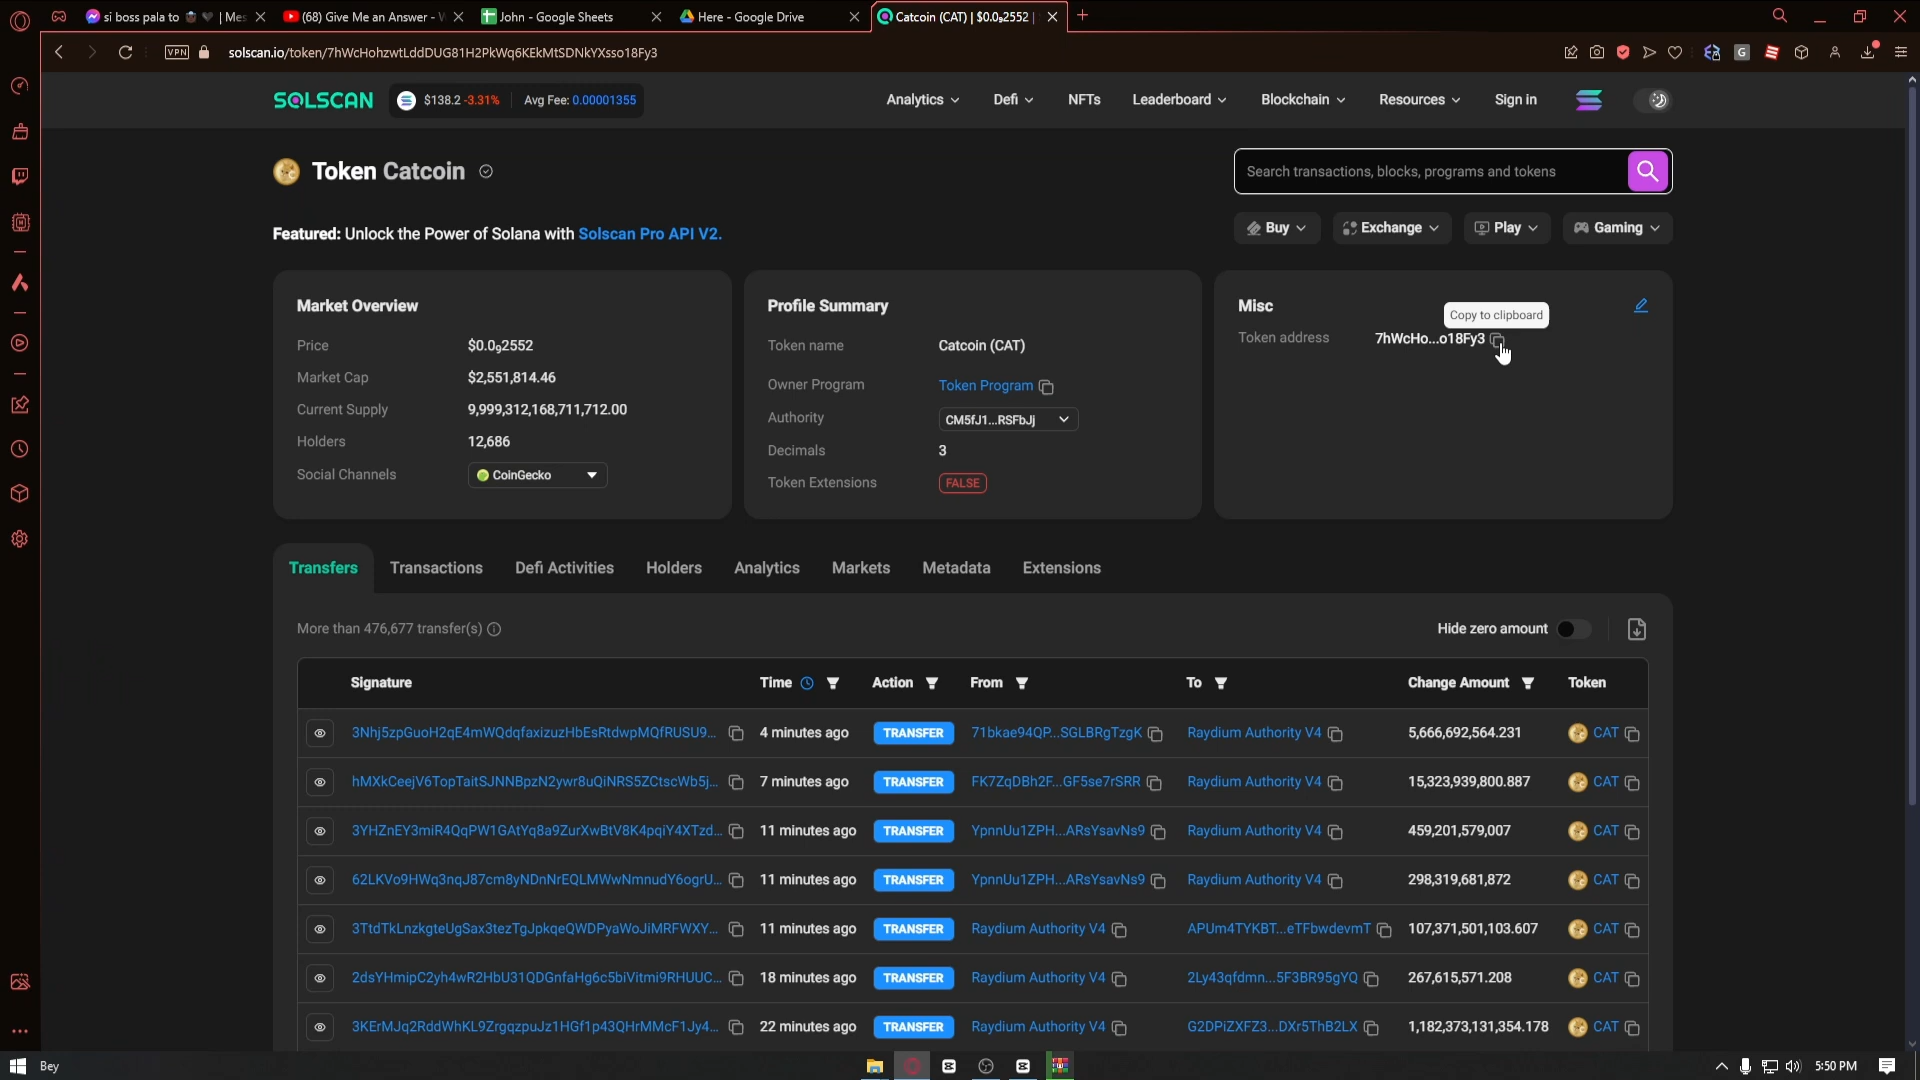 si boss pala to | Mes
(68) Give Me an Answer -
John - Google Sheets
Here - Google Drive
Catcoin (CAT) | $0.0₉2552 |
VPN
solscan.io/token/7hWcHohzwtLddDUG81H2PkWq6KEkMtSDNkYXsso18Fy3
SOLSCAN
$138.2 -3.31%
Avg Fee: 0.00001355
Analytics
Defi
NFTs
Leaderboard
Blockchain
Resources
Sign in
Token Catcoin
Search transactions, blocks, programs and tokens
Featured: Unlock the Power of Solana with Solscan Pro API V2.
Buy
Exchange
Play
Gaming
Market Overview
Price $0.0₉2552
Market Cap $2,551,814.46
Current Supply 9,999,312,168,711,712.00
Holders 12,686
Social Channels CoinGecko
Profile Summary
Token name Catcoin (CAT)
Owner Program Token Program
Authority CM5fJ1...RSFbJj
Decimals 3
Token Extensions FALSE
Misc
Copy to clipboard
Token address 7hWcHo...o18Fy3
Transfers Transactions Defi Activities Holders Analytics Markets Metadata Extensions
More than 476,677 transfer(s)
Hide zero amount
Signature Time Action From To Change Amount Token
3Nhj5zpGuoH2qE4mWQdqfaxizuzHbEsRtdwpMQfRUSU9... 4 minutes ago TRANSFER 71bkae94QP...SGLBRgTzgK Raydium Authority V4 5,666,692,564.231 CAT
hMXkCeejV6TopTaitSJNNBpzN2ywr8uQiNRS5ZCtscWb5j... 7 minutes ago TRANSFER FK7ZqDBh2F...GF5se7rSRR Raydium Authority V4 15,323,939,800.887 CAT
3YHZnEY3miR4QqPW1GAtYq8a9ZurXwBtV8K4pqiY4XTzd... 11 minutes ago TRANSFER YpnnUu1ZPH...ARsYsavNs9 Raydium Authority V4 459,201,579,007 CAT
62LKVo9HWq3nqJ87cm8yNDnNrEQLMWwNmnudY6ogrU... 11 minutes ago TRANSFER YpnnUu1ZPH...ARsYsavNs9 Raydium Authority V4 298,319,681,872 CAT
3TtdTkLnzkgteUgSax3tezTgJpkqeQWDPyaWoJiMRFWXY... 11 minutes ago TRANSFER Raydium Authority V4 APUm4TYKBT...eTFbwdevmT 107,371,501,103.607 CAT
2dsYHmipC2yh4wR2HbU31QDGnfaHg6c5biVitmi9RHUUC... 18 minutes ago TRANSFER Raydium Authority V4 2Ly43qfdmn...5F3BR95gYQ 267,615,571.208 CAT
3KErMJq2RddWhKL9ZrgqzpuJz1HGf1p43QHrMMcF1Jy4... 22 minutes ago TRANSFER Raydium Authority V4 G2DPiZXFZ3...DXr5ThB2LX 1,182,373,131,354.178 CAT
Bey
5:50 PM